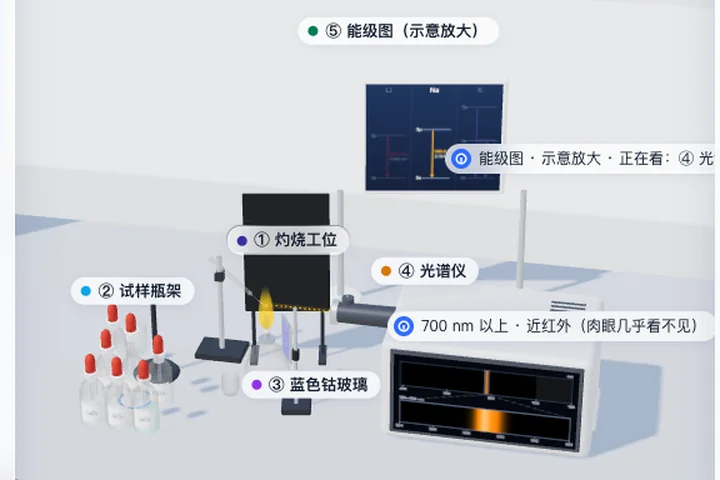 ⑤ 能级图（示意放大）
Na
能级图 · 示意放大 · 正在看：④ 光
① 灼烧工位
④ 光谱仪
② 试样瓶架
700 nm 以上 · 近红外（肉眼几乎看不见）
③ 蓝色钴玻璃